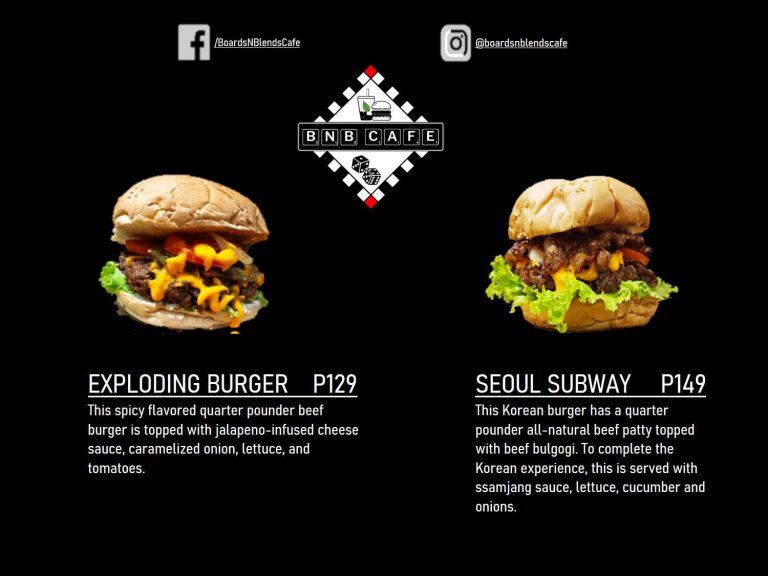 /BoardsNBlendsCafe
@boardsnblendscafe
BNB CAFE
EXPLODING BURGER P129
This spicy flavored quarter pounder beef
burger is topped with jalapeno-infused cheese
sauce, caramelized onion, lettuce, and
tomatoes.
SEOUL SUBWAY P149
This Korean burger has a quarter
pounder all-natural beef patty topped
with beef bulgogi. To complete the
Korean experience, this is served with
ssamjang sauce, lettuce, cucumber and
onions.